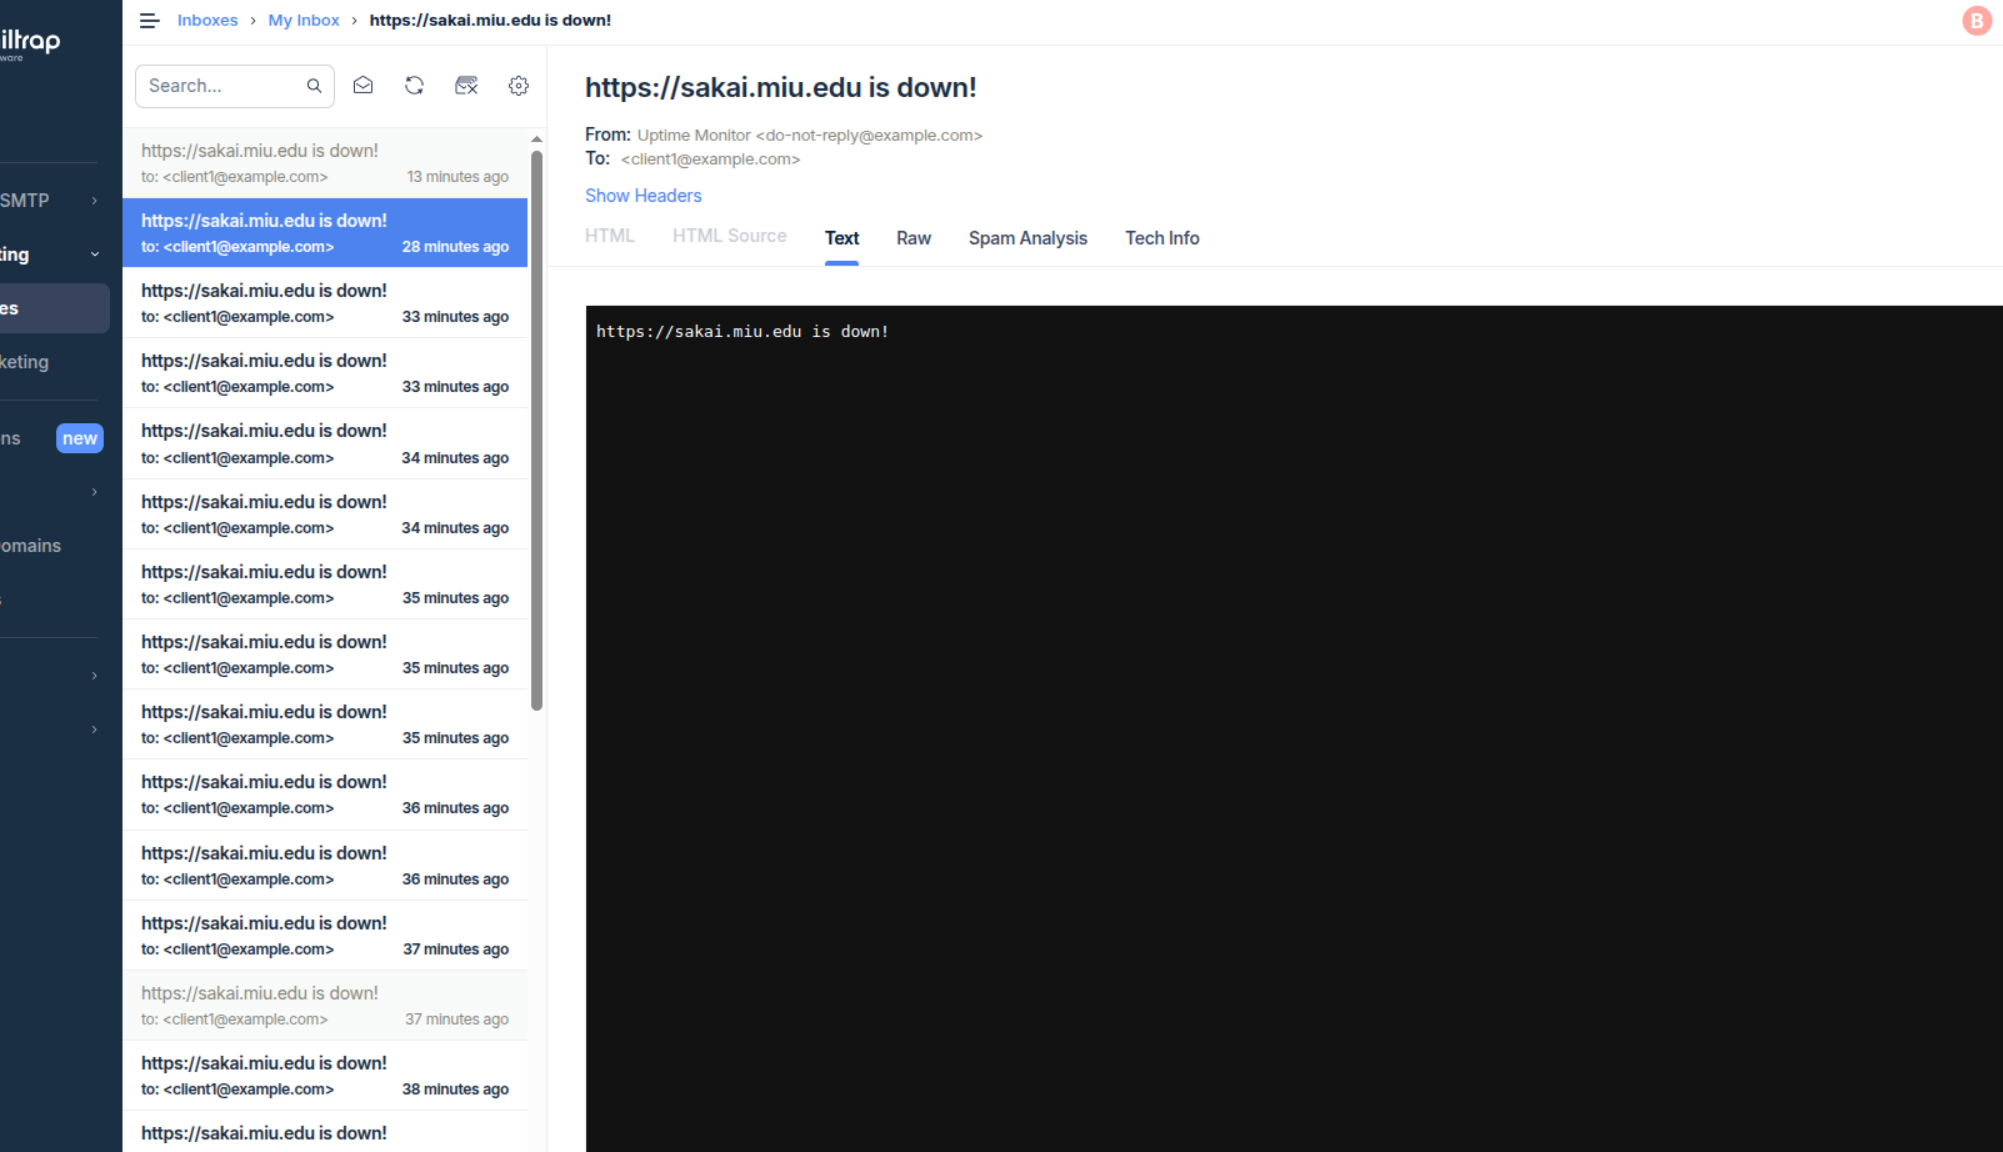 Inboxes > My Inbox > https://sakai.miu.edu is down!
B
iltrap
ware
SMTP
ting
es
keting
ns new
omains
s
Search...
https://sakai.miu.edu is down!
to: <client1@example.com> 13 minutes ago
https://sakai.miu.edu is down!
to: <client1@example.com> 28 minutes ago
https://sakai.miu.edu is down!
to: <client1@example.com> 33 minutes ago
https://sakai.miu.edu is down!
to: <client1@example.com> 33 minutes ago
https://sakai.miu.edu is down!
to: <client1@example.com> 34 minutes ago
https://sakai.miu.edu is down!
to: <client1@example.com> 34 minutes ago
https://sakai.miu.edu is down!
to: <client1@example.com> 35 minutes ago
https://sakai.miu.edu is down!
to: <client1@example.com> 35 minutes ago
https://sakai.miu.edu is down!
to: <client1@example.com> 35 minutes ago
https://sakai.miu.edu is down!
to: <client1@example.com> 36 minutes ago
https://sakai.miu.edu is down!
to: <client1@example.com> 36 minutes ago
https://sakai.miu.edu is down!
to: <client1@example.com> 37 minutes ago
https://sakai.miu.edu is down!
to: <client1@example.com> 37 minutes ago
https://sakai.miu.edu is down!
to: <client1@example.com> 38 minutes ago
https://sakai.miu.edu is down!
https://sakai.miu.edu is down!
From: Uptime Monitor <do-not-reply@example.com>
To: <client1@example.com>
Show Headers
HTML HTML Source Text Raw Spam Analysis Tech Info
https://sakai.miu.edu is down!